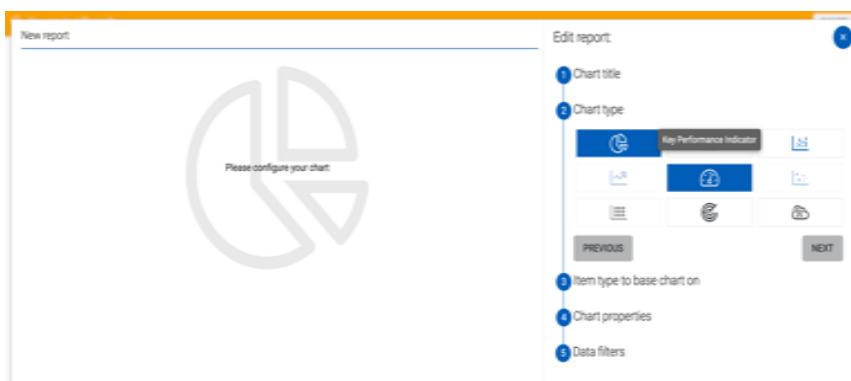 New report
Edit report:
1 Chart title
2 Chart type
Key Performance Indicator
Please configure your chart
PREVIOUS
NEXT
3 Item type to base chart on
4 Chart properties
5 Data filters